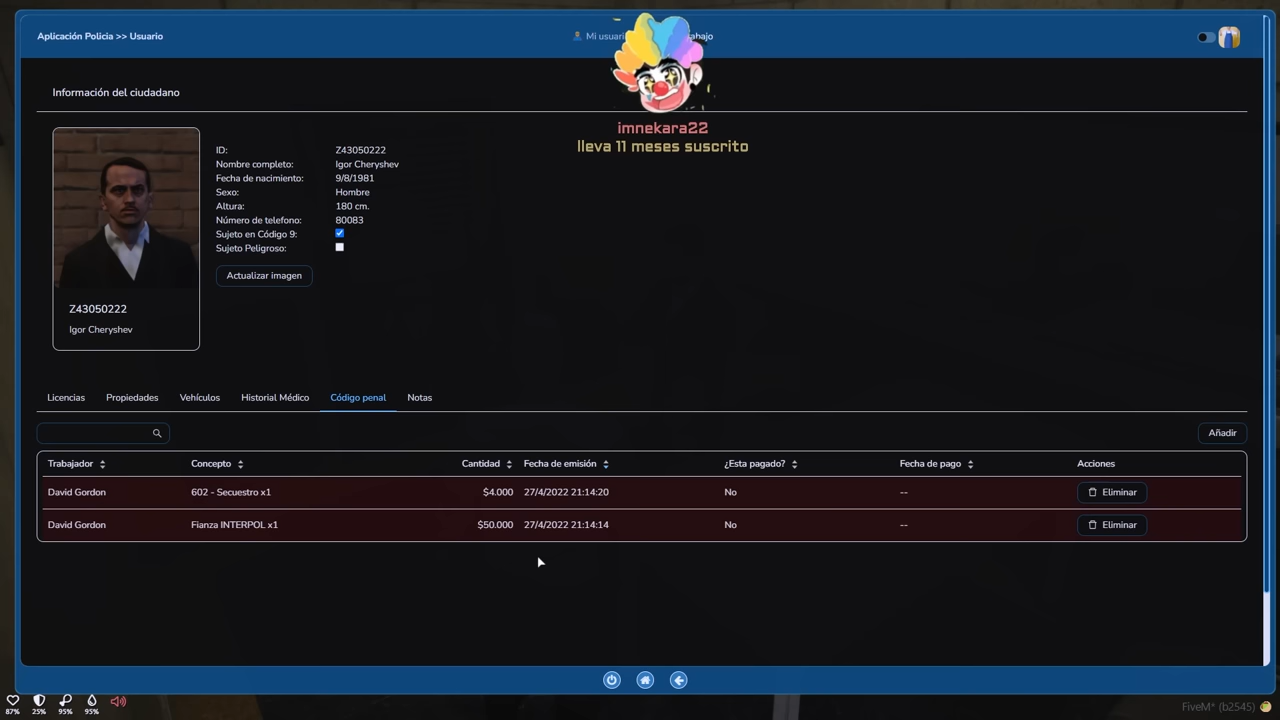 Aplicación Policia >> Usuario
Mi usuari
rabajo
Información del ciudadano
imnekara22
lleva 11 meses suscrito
ID: Z43050222
Nombre completo: Igor Cheryshev
Fecha de nacimiento: 9/8/1981
Sexo: Hombre
Altura: 180 cm.
Número de telefono: 80083
Sujeto en Código 9:
Sujeto Peligroso:
Actualizar imagen
Z43050222
Igor Cheryshev
Licencias Propiedades Vehículos Historial Médico Código penal Notas
Añadir
Trabajador Concepto Cantidad Fecha de emisión ¿Esta pagado? Fecha de pago Acciones
David Gordon 602 - Secuestro x1 $4.000 27/4/2022 21:14:20 No -- Eliminar
David Gordon Fianza INTERPOL x1 $50.000 27/4/2022 21:14:14 No -- Eliminar
87% 25% 95% 95%
FiveM* (b2545)